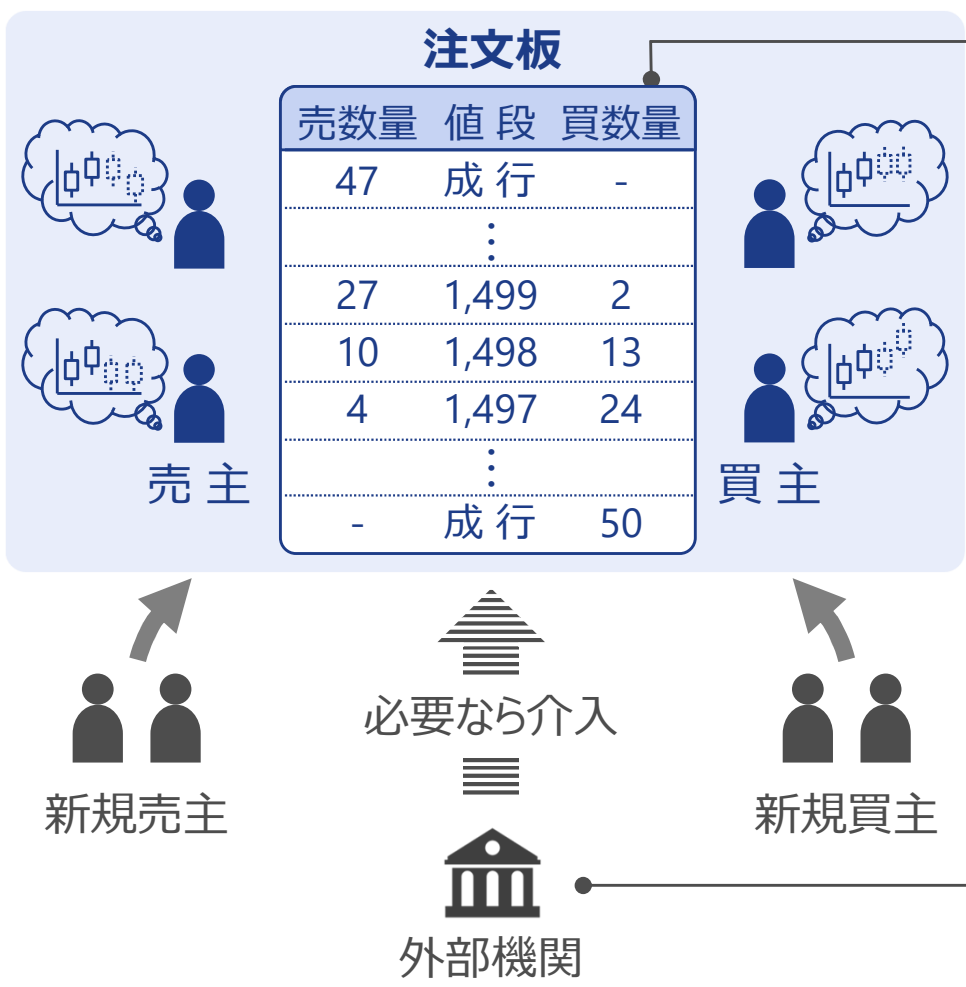 注文板
売数量 値段 買数量
47 成行 -
⋮
27 1,499 2
10 1,498 13
4 1,497 24
⋮
- 成行 50
売主
買主
必要なら介入
新規売主
新規買主
外部機関